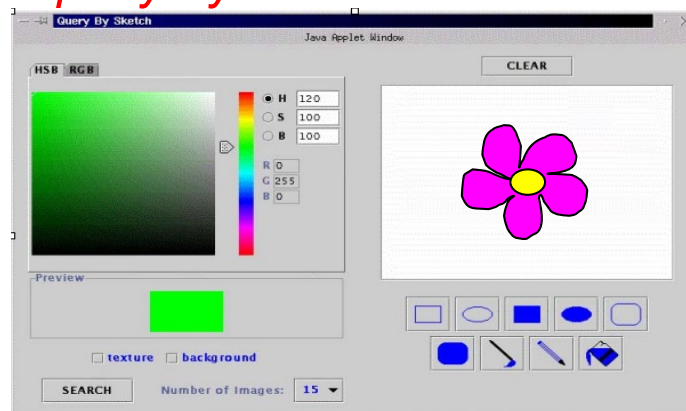 Query By Sketch
Java Applet Window
HSB RGB
H 120
S 100
B 100
R 0
G 255
B 0
Preview
texture background
SEARCH Number of Images: 15
CLEAR